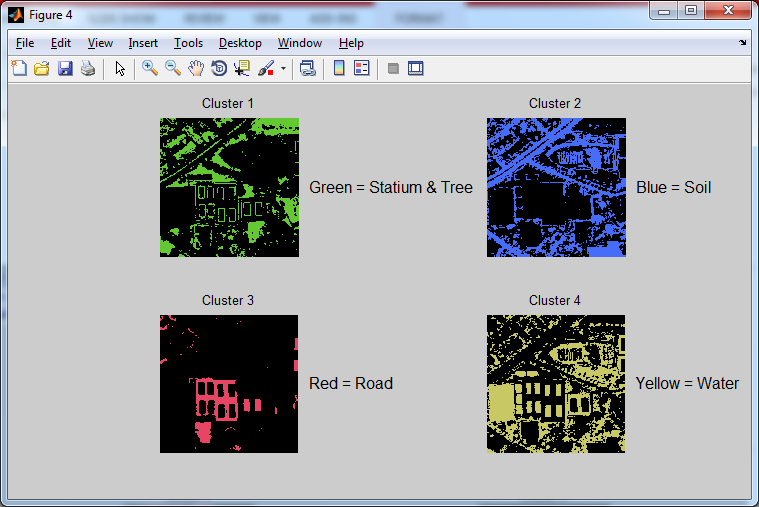 Figure 4
File Edit View Insert Tools Desktop Window Help
Cluster 1
Cluster 2
Green = Statium & Tree
Blue = Soil
Cluster 3
Cluster 4
Red = Road
Yellow = Water